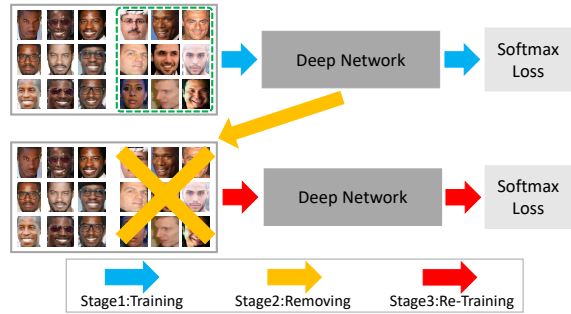 Deep Network
Softmax
Loss
Deep Network
Softmax
Loss
Stage1:Training
Stage2:Removing
Stage3:Re-Training